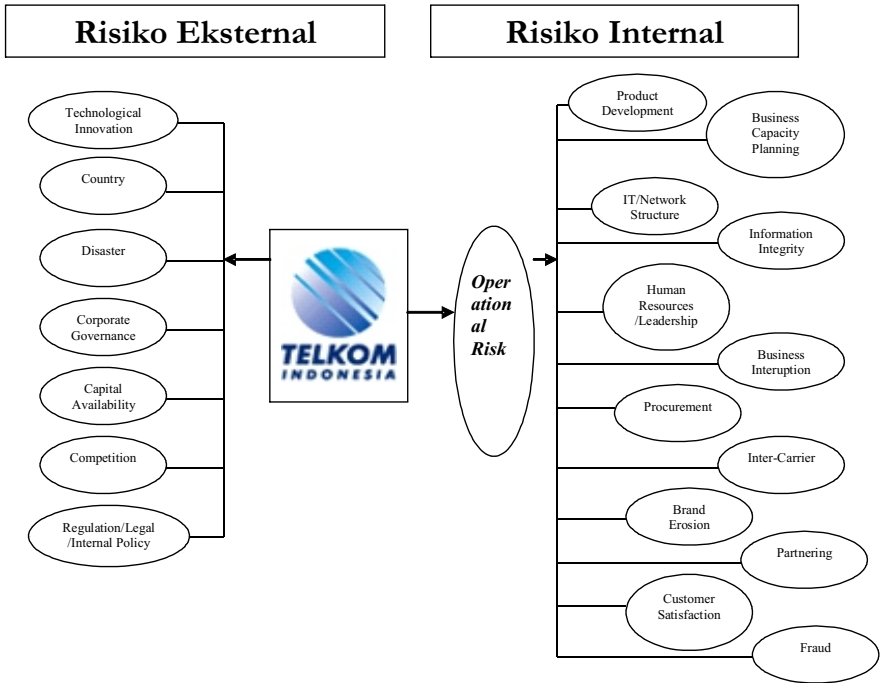 Risiko Eksternal
Risiko Internal
Technological
Innovation
Country
Disaster
Corporate
Governance
Capital
Availability
Competition
Regulation/Legal
/Internal Policy
TELKOM
INDONESIA
Oper
ation
al
Risk
Product
Development
Business
Capacity
Planning
IT/Network
Structure
Information
Integrity
Human
Resources
/Leadership
Business
Interuption
Procurement
Inter-Carrier
Brand
Erosion
Partnering
Customer
Satisfaction
Fraud